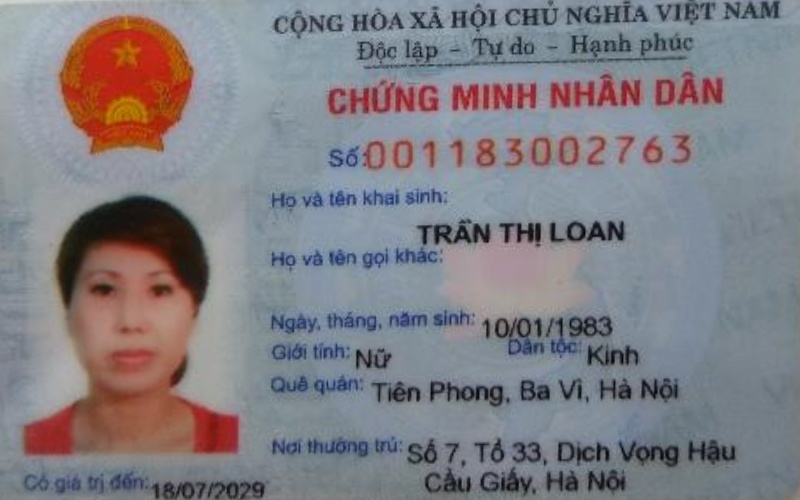 CỘNG HÒA XÃ HỘI CHỦ NGHĨA VIỆT NAM
Độc lập - Tự do - Hạnh phúc
CHỨNG MINH NHÂN DÂN
Số: 001183002763
Họ và tên khai sinh:
TRẦN THỊ LOAN
Họ và tên gọi khác:
Ngày, tháng, năm sinh: 10/01/1983
Giới tính: Nữ Dân tộc: Kinh
Quê quán: Tiên Phong, Ba Vì, Hà Nội
Nơi thường trú: Số 7, Tổ 33, Dịch Vọng Hậu
Cầu Giấy, Hà Nội
Có giá trị đến: 18/07/2029